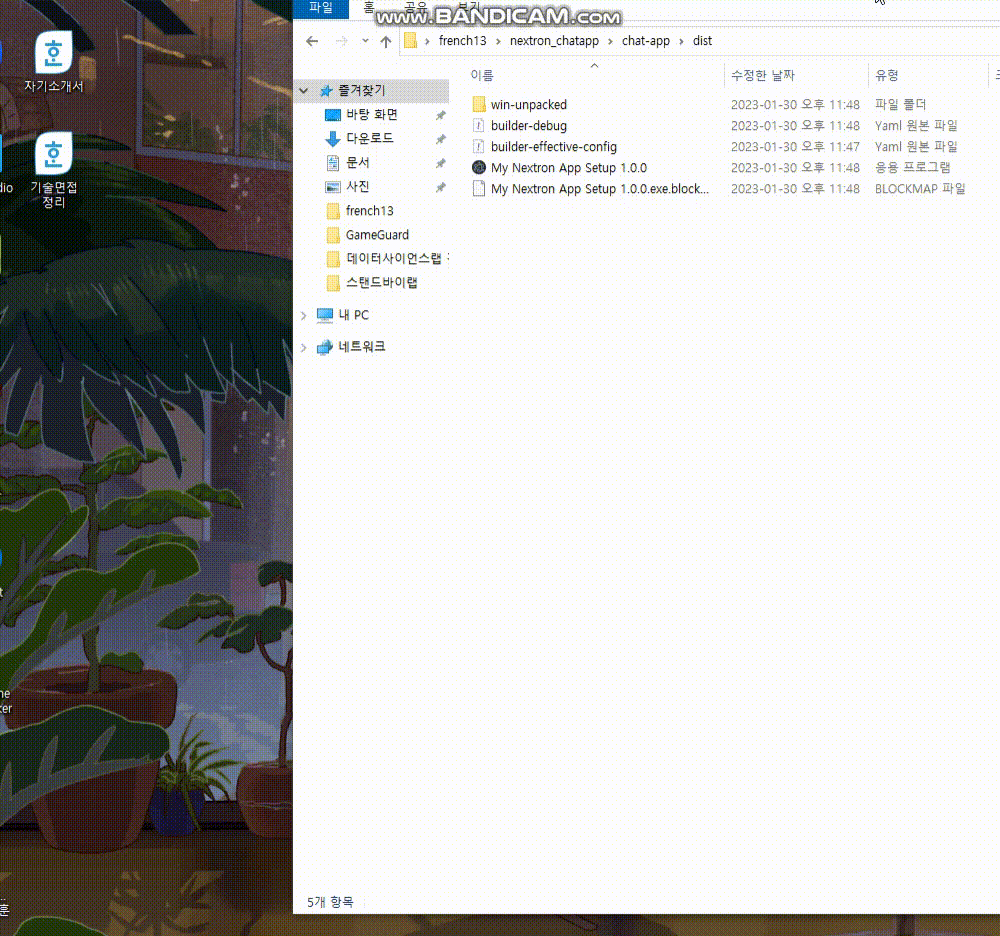 자기소개서
기술면접
정리
dio
파일
홈
공유
보기
www.BANDICAM.com
french13 › nextron_chatapp › chat-app › dist
이름 수정한 날짜 유형
즐겨찾기
바탕 화면
다운로드
문서
사진
french13
GameGuard
데이터사이언스랩
스탠드바이랩
내 PC
네트워크
win-unpacked 2023-01-30 오후 11:48 파일 폴더
builder-debug 2023-01-30 오후 11:48 Yaml 원본 파일
builder-effective-config 2023-01-30 오후 11:47 Yaml 원본 파일
My Nextron App Setup 1.0.0 2023-01-30 오후 11:48 응용 프로그램
My Nextron App Setup 1.0.0.exe.block... 2023-01-30 오후 11:48 BLOCKMAP 파일
5개 항목